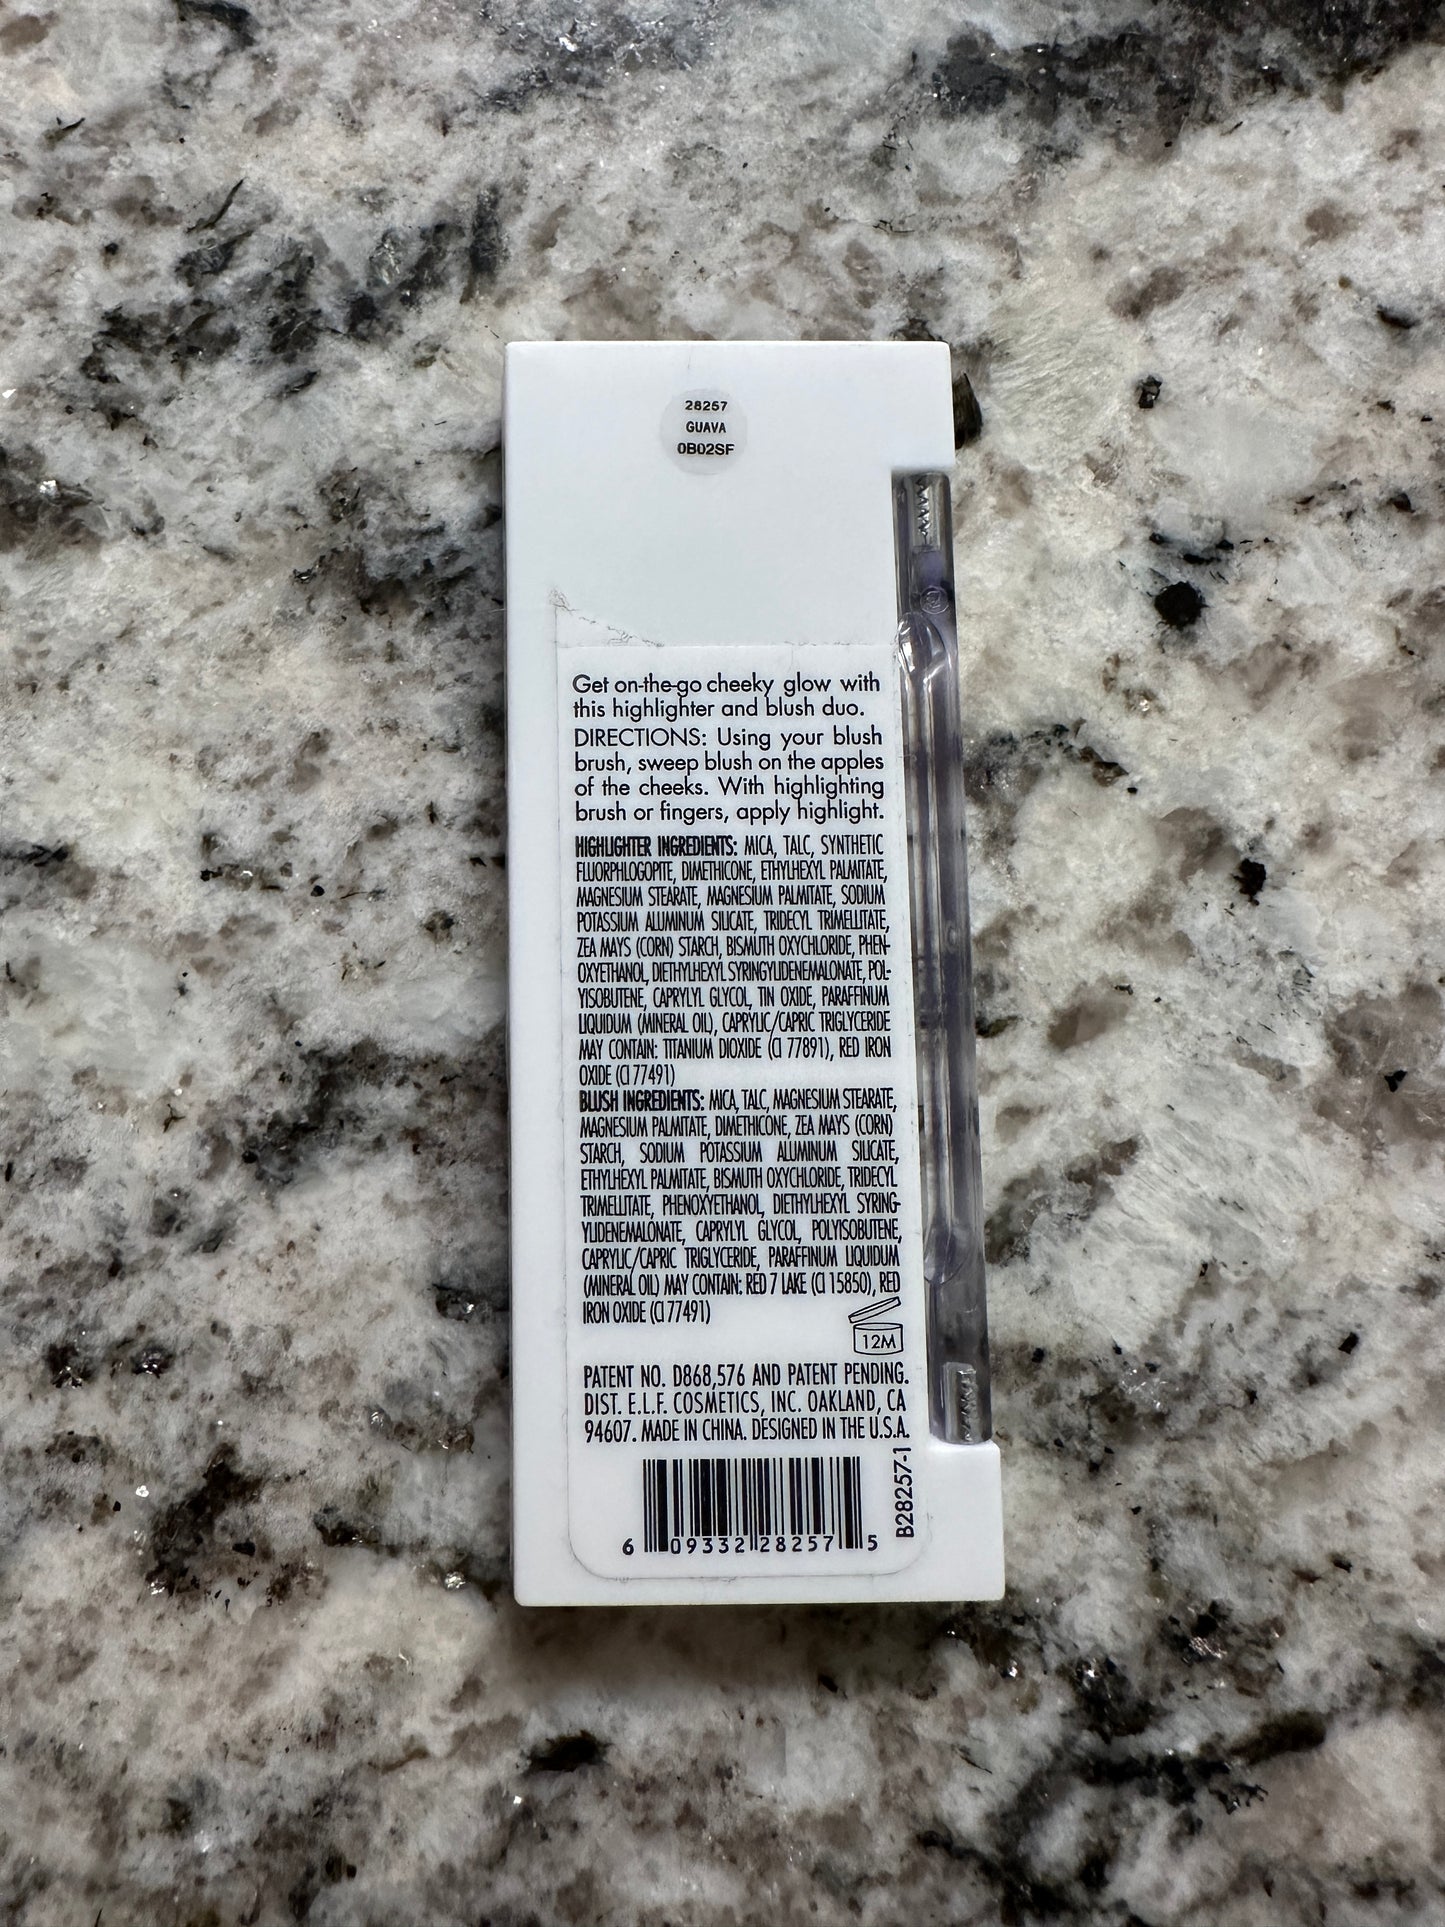 28257
GUAVA
0B02SF
Get on-the-go cheeky glow with
this highlighter and blush duo.
DIRECTIONS: Using your blush
brush, sweep blush on the apples
of the cheeks. With highlighting
brush or fingers, apply highlight.
HIGHLIGHTER INGREDIENTS: MICA, TALC, SYNTHETIC
FLUORPHLOGOPITE, DIMETHICONE, ETHYLHEXYL PALMITATE,
MAGNESIUM STEARATE, MAGNESIUM PALMITATE, SODIUM
POTASSIUM ALUMINUM SILICATE, TRIDECYL TRIMELLITATE,
ZEA MAYS (CORN) STARCH, BISMUTH OXYCHLORIDE, PHEN-
OXYETHANOL, DIETHYLHEXYL SYRINGYLIDENEMALONATE, POL-
YISOBUTENE, CAPRYLYL GLYCOL, TIN OXIDE, PARAFFINUM
LIQUIDUM (MINERAL OIL), CAPRYLIC/CAPRIC TRIGLYCERIDE
MAY CONTAIN: TITANIUM DIOXIDE (CI 77891), RED IRON
OXIDE (CI 77491)
BLUSH INGREDIENTS: MICA, TALC, MAGNESIUM STEARATE,
MAGNESIUM PALMITATE, DIMETHICONE, ZEA MAYS (CORN)
STARCH, SODIUM POTASSIUM ALUMINUM SILICATE,
ETHYLHEXYL PALMITATE, BISMUTH OXYCHLORIDE, TRIDECYL
TRIMELLITATE, PHENOXYETHANOL, DIETHYLHEXYL SYRING-
YLIDENEMALONATE, CAPRYLYL GLYCOL, POLYISOBUTENE,
CAPRYLIC/CAPRIC TRIGLYCERIDE, PARAFFINUM LIQUIDUM
(MINERAL OIL) MAY CONTAIN: RED 7 LAKE (CI 15850), RED
IRON OXIDE (CI 77491)
12M
PATENT NO. D868,576 AND PATENT PENDING.
DIST. E.L.F. COSMETICS, INC. OAKLAND, CA
94607. MADE IN CHINA. DESIGNED IN THE U.S.A.
B28257-1
6 09332 28257 5